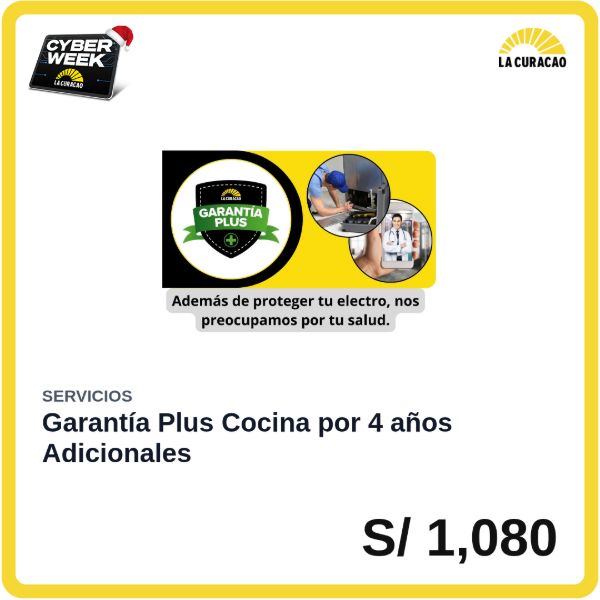 CYBER
WEEK
LA CURACAO
LA CURACAO
LA CURACAO
GARANTÍA
PLUS
Además de proteger tu electro, nos
preocupamos por tu salud.
SERVICIOS
Garantía Plus Cocina por 4 años
Adicionales
S/ 1,080